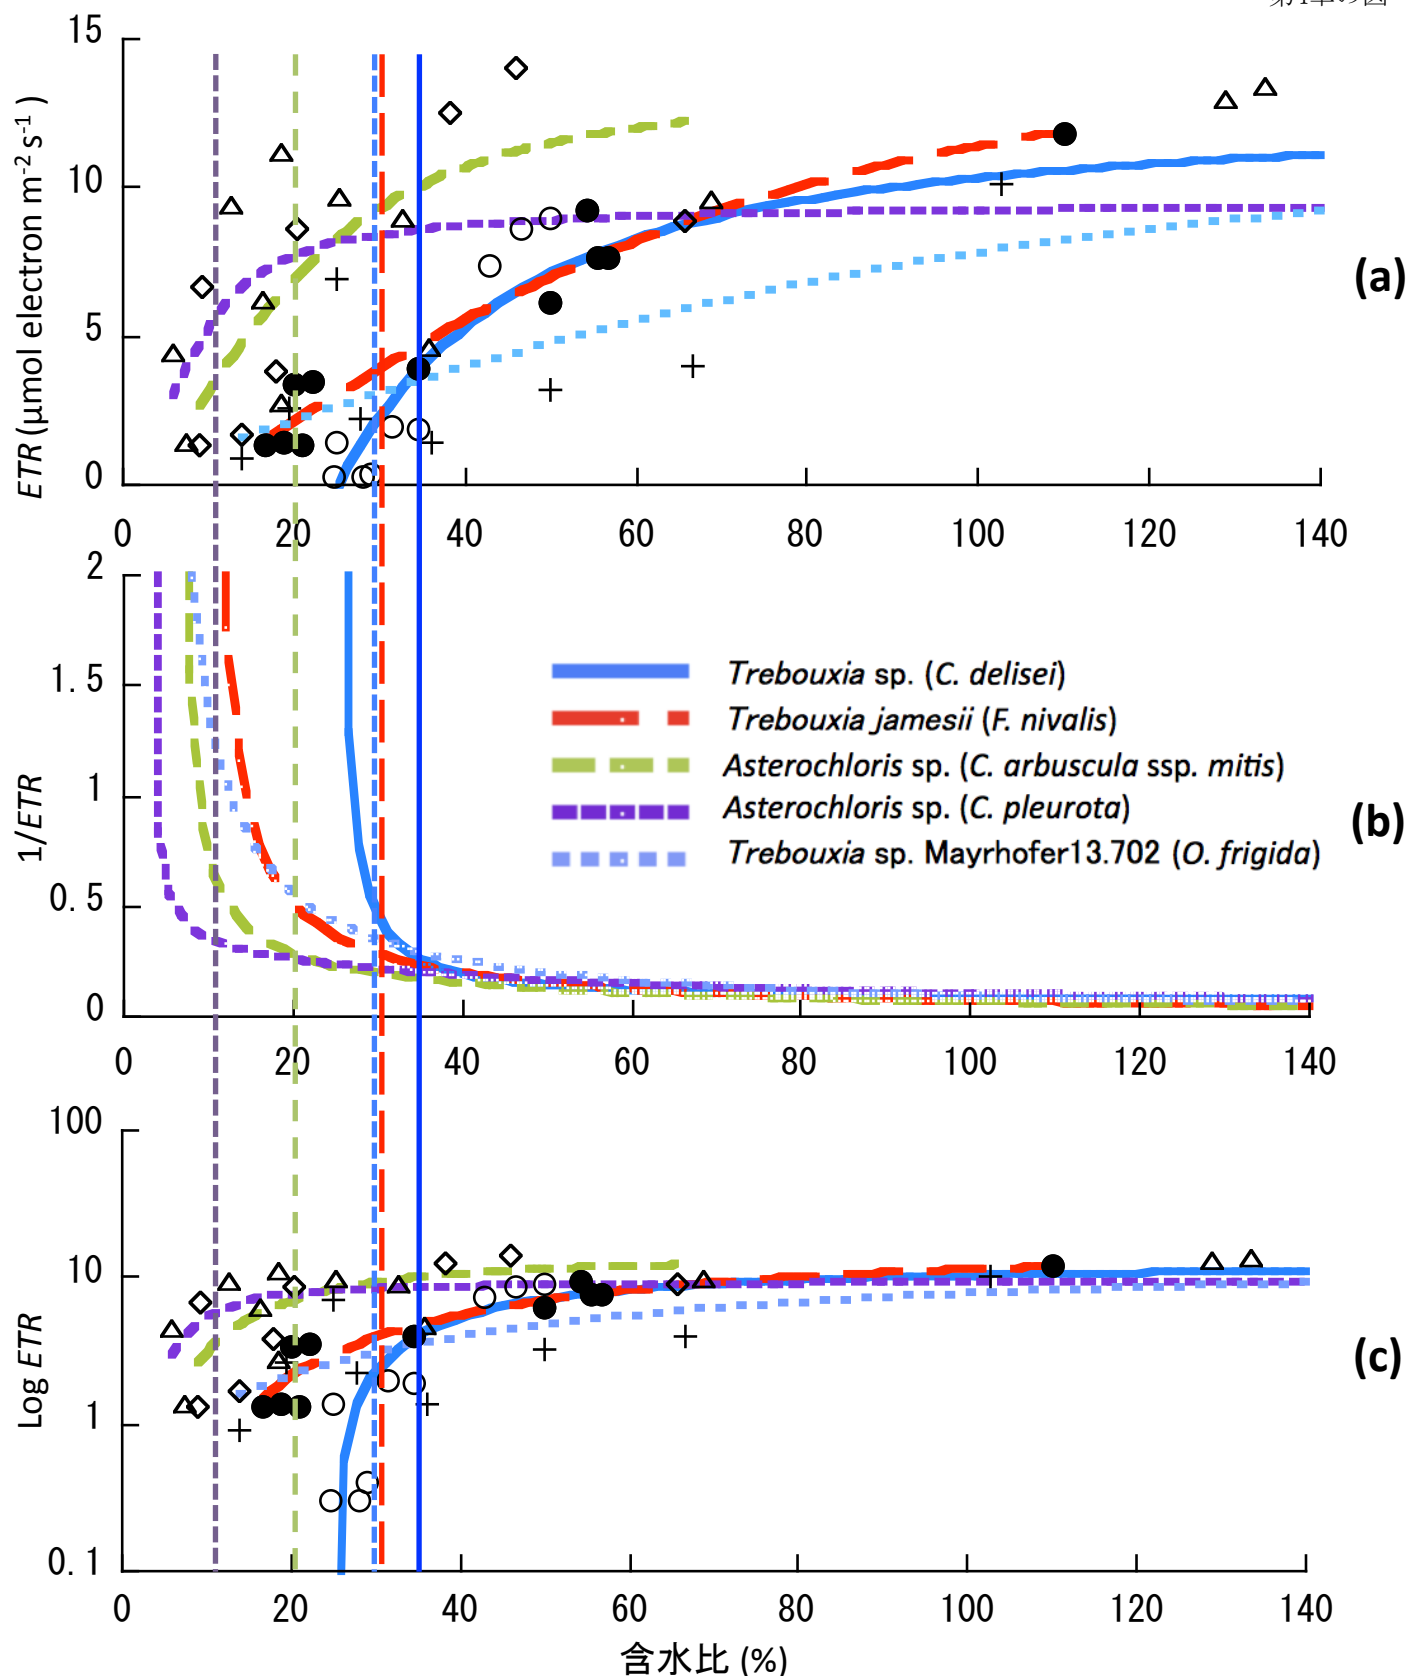 15
10
5
0
ETR (μmol electron m-2 s-1)
(a)
0 20 40 60 80 100 120 140
2
1.5
1
0.5
0
1/ETR
Trebouxia sp. (C. delisei)
Trebouxia jamesii (F. nivalis)
Asterochloris sp. (C. arbuscula ssp. mitis)
Asterochloris sp. (C. pleurota)
Trebouxia sp. Mayrhofer13.702 (O. frigida)
(b)
0 20 40 60 80 100 120 140
100
10
1
0.1
Log ETR
(c)
0 20 40 60 80 100 120 140
含水比 (%)